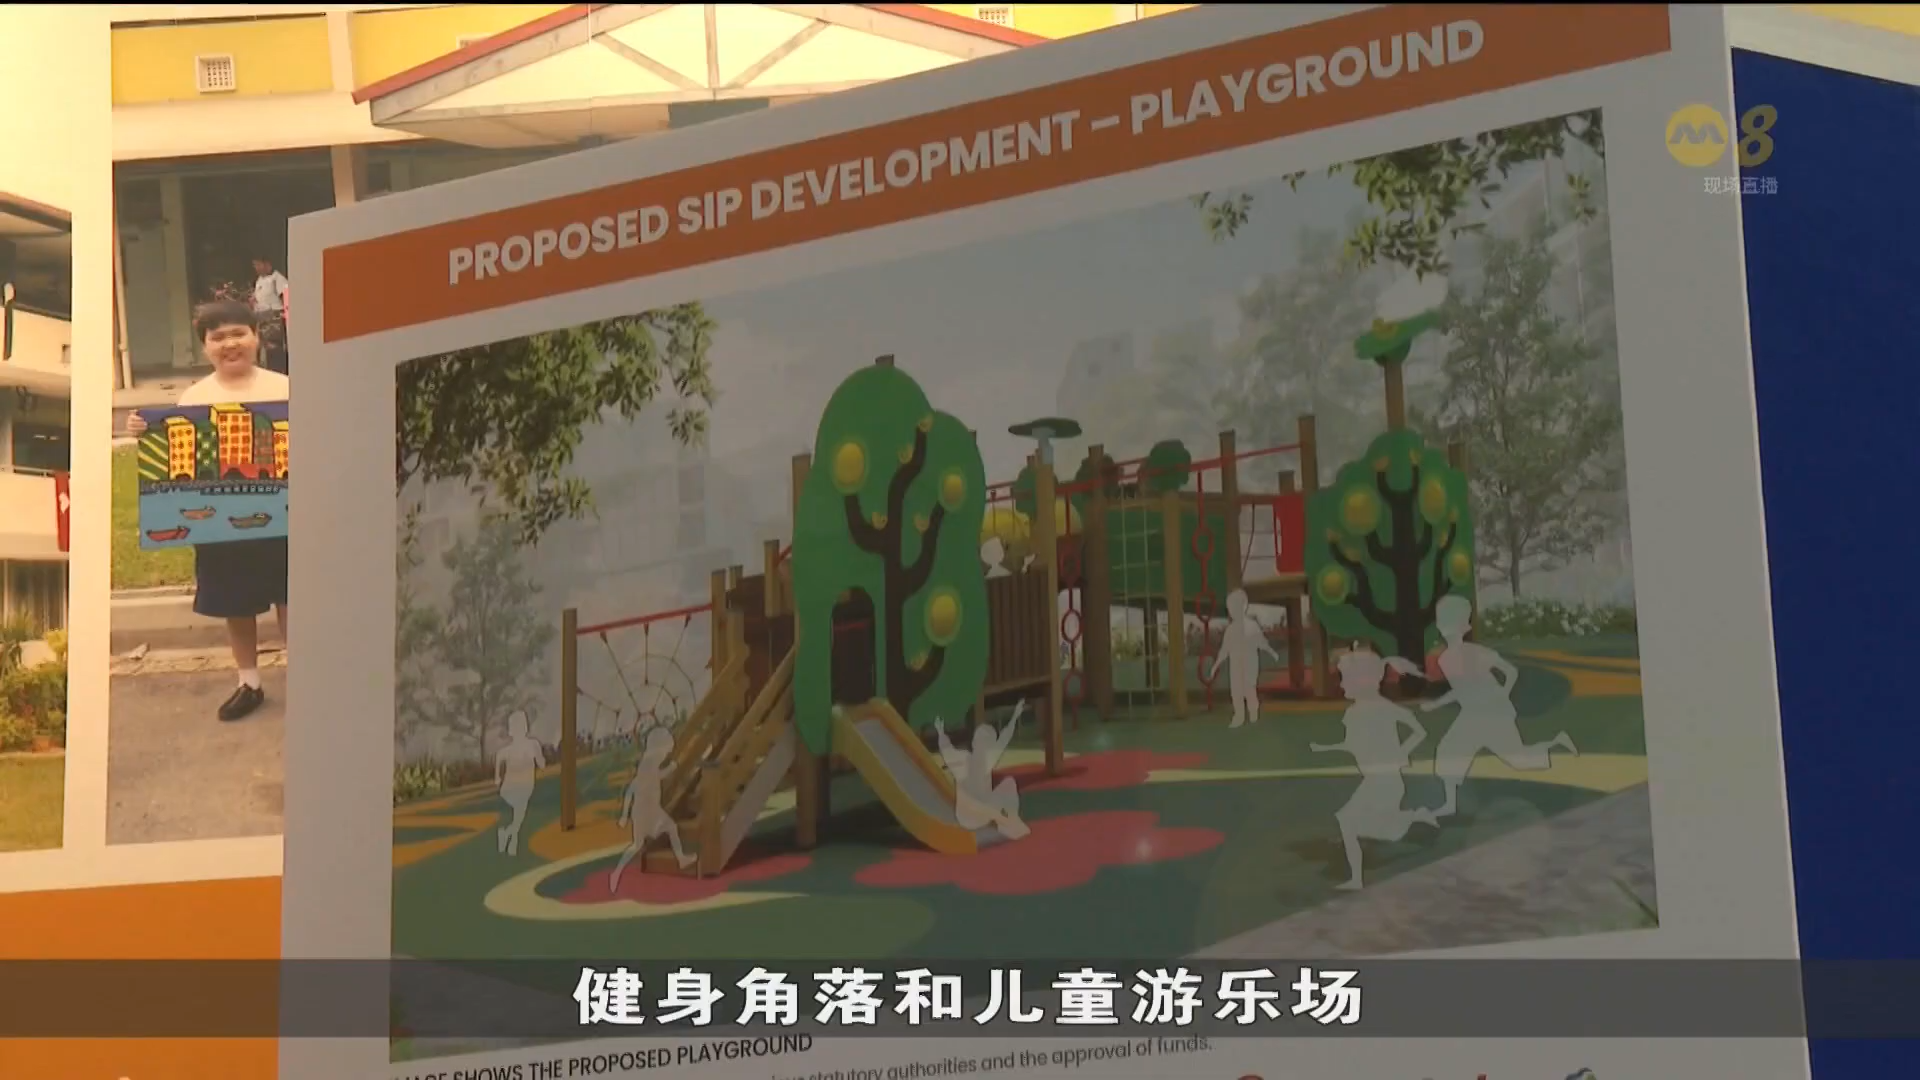 PROPOSED SIP DEVELOPMENT – PLAYGROUND
8
现场直播
健身角落和儿童游乐场
SHOWS THE PROPOSED PLAYGROUND
statutory authorities and the approval of funds.